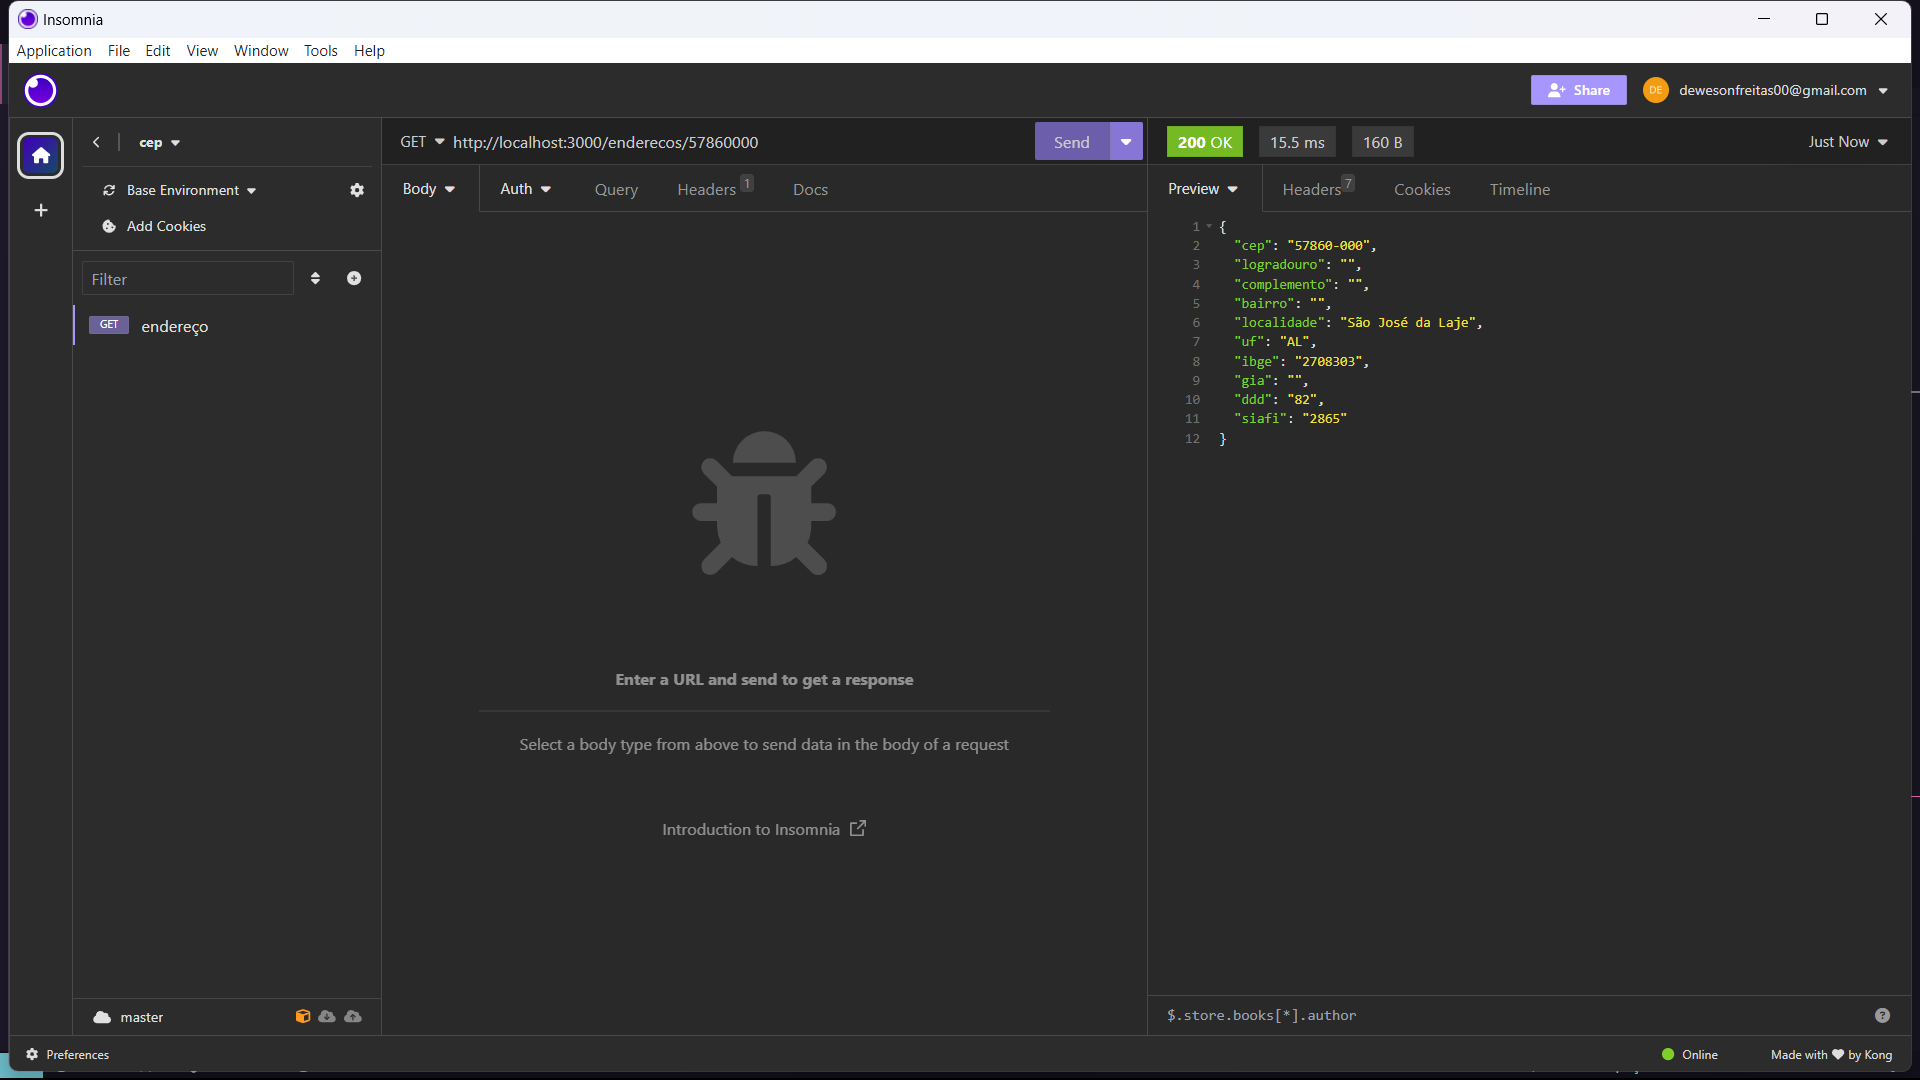 Insomnia
Application File Edit View Window Tools Help
Share DE dewesonfreitas00@gmail.com
cep
GET http://localhost:3000/enderecos/57860000 Send
200 OK 15.5 ms 160 B Just Now
Base Environment
Add Cookies
Body Auth Query Headers 1 Docs
Preview Headers 7 Cookies Timeline
Filter
GET endereço
1 {
2 "cep": "57860-000",
3 "logradouro": "",
4 "complemento": "",
5 "bairro": "",
6 "localidade": "São José da Laje",
7 "uf": "AL",
8 "ibge": "2708303",
9 "gia": "",
10 "ddd": "82",
11 "siafi": "2865"
12 }
Enter a URL and send to get a response
Select a body type from above to send data in the body of a request
Introduction to Insomnia
master
$.store.books[*].author
Preferences
Online Made with ❤ by Kong